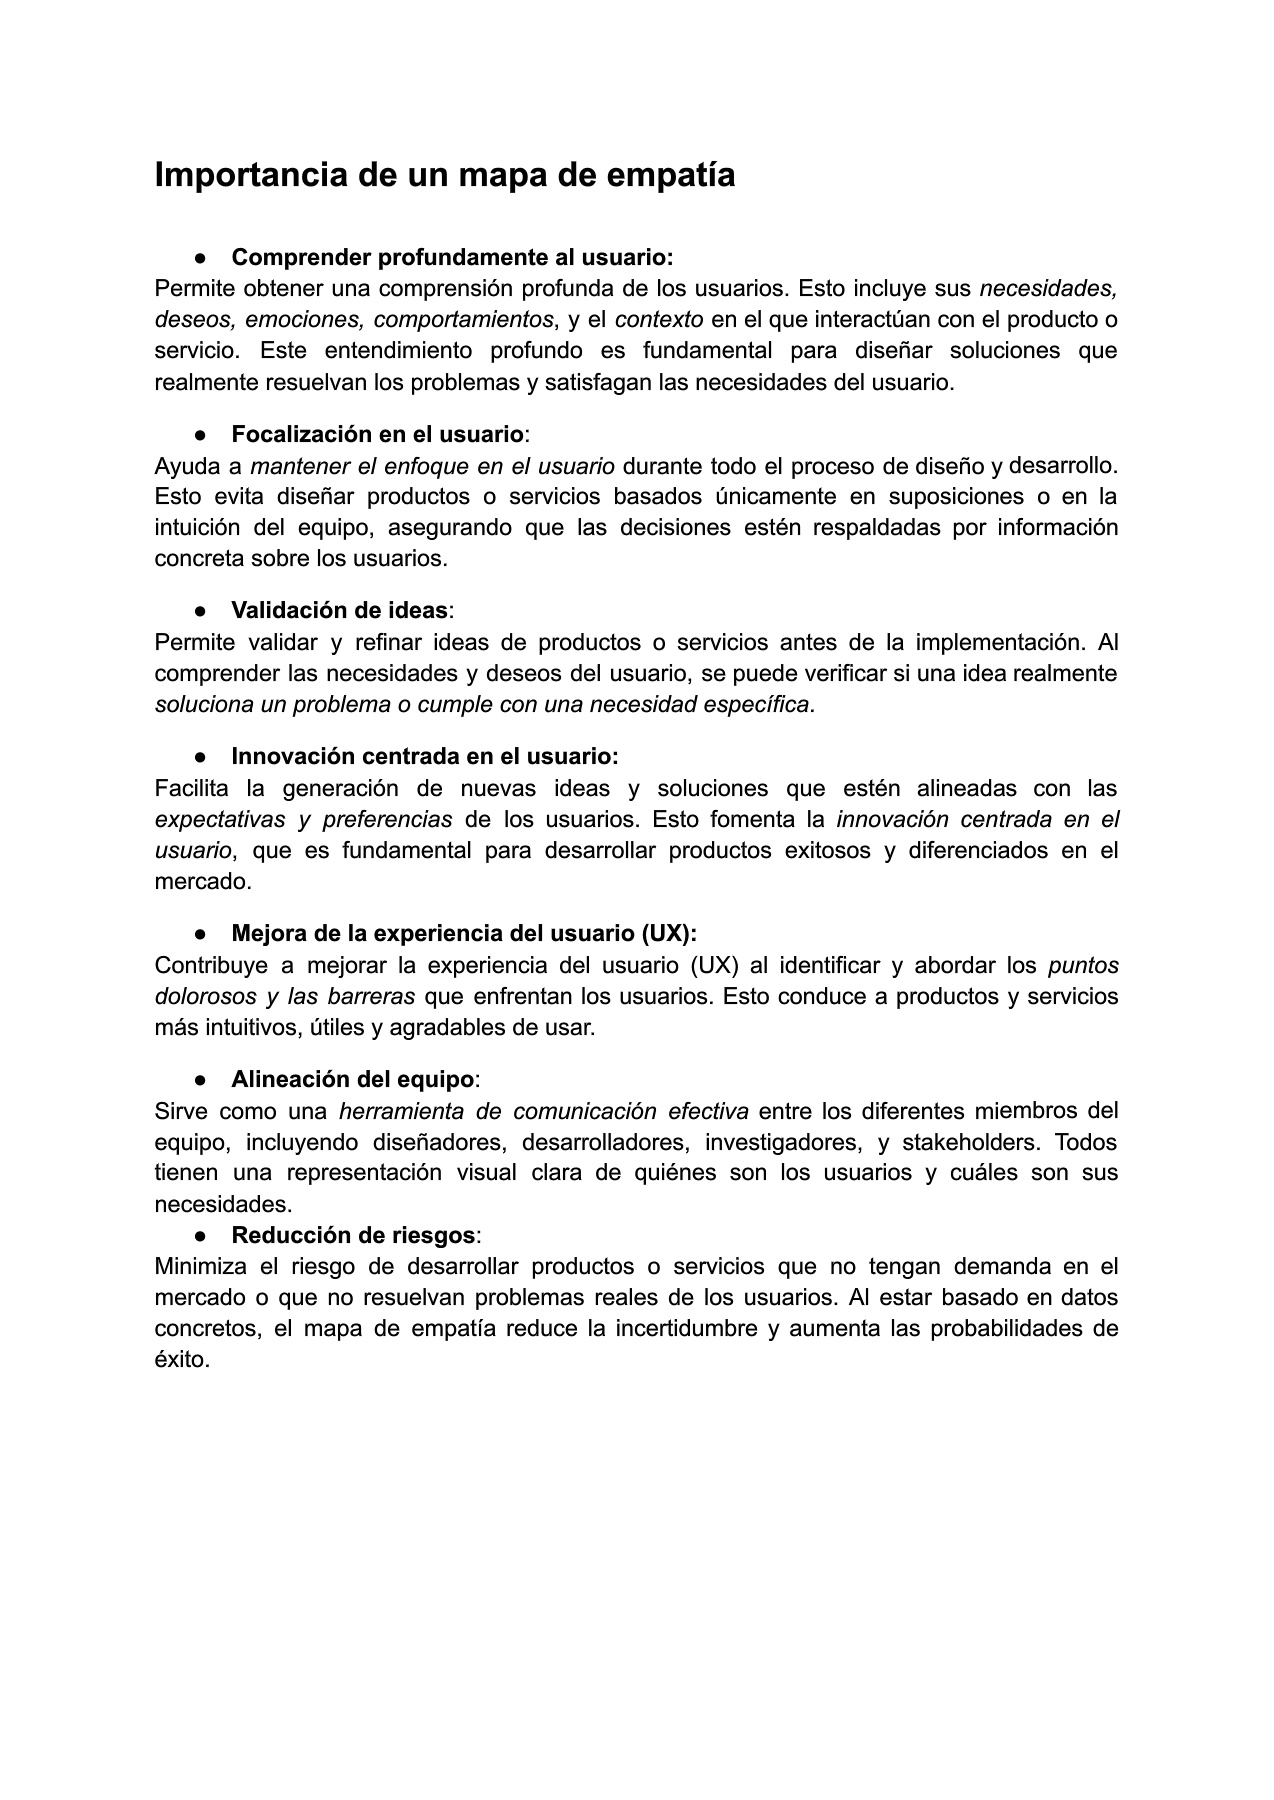 Importancia de un mapa de empatía
● Comprender profundamente al usuario:
Permite obtener una comprensión profunda de los usuarios. Esto incluye sus necesidades,
deseos, emociones, comportamientos, y el contexto en el que interactúan con el producto o
servicio. Este entendimiento profundo es fundamental para diseñar soluciones que
realmente resuelvan los problemas y satisfagan las necesidades del usuario.
● Focalización en el usuario:
Ayuda a mantener el enfoque en el usuario durante todo el proceso de diseño y desarrollo.
Esto evita diseñar productos o servicios basados únicamente en suposiciones o en la
intuición del equipo, asegurando que las decisiones estén respaldadas por información
concreta sobre los usuarios.
● Validación de ideas:
Permite validar y refinar ideas de productos o servicios antes de la implementación. Al
comprender las necesidades y deseos del usuario, se puede verificar si una idea realmente
soluciona un problema o cumple con una necesidad específica.
● Innovación centrada en el usuario:
Facilita la generación de nuevas ideas y soluciones que estén alineadas con las
expectativas y preferencias de los usuarios. Esto fomenta la innovación centrada en el
usuario, que es fundamental para desarrollar productos exitosos y diferenciados en el
mercado.
● Mejora de la experiencia del usuario (UX):
Contribuye a mejorar la experiencia del usuario (UX) al identificar y abordar los puntos
dolorosos y las barreras que enfrentan los usuarios. Esto conduce a productos y servicios
más intuitivos, útiles y agradables de usar.
● Alineación del equipo:
Sirve como una herramienta de comunicación efectiva entre los diferentes miembros del
equipo, incluyendo diseñadores, desarrolladores, investigadores, y stakeholders. Todos
tienen una representación visual clara de quiénes son los usuarios y cuáles son sus
necesidades.
● Reducción de riesgos:
Minimiza el riesgo de desarrollar productos o servicios que no tengan demanda en el
mercado o que no resuelvan problemas reales de los usuarios. Al estar basado en datos
concretos, el mapa de empatía reduce la incertidumbre y aumenta las probabilidades de
éxito.